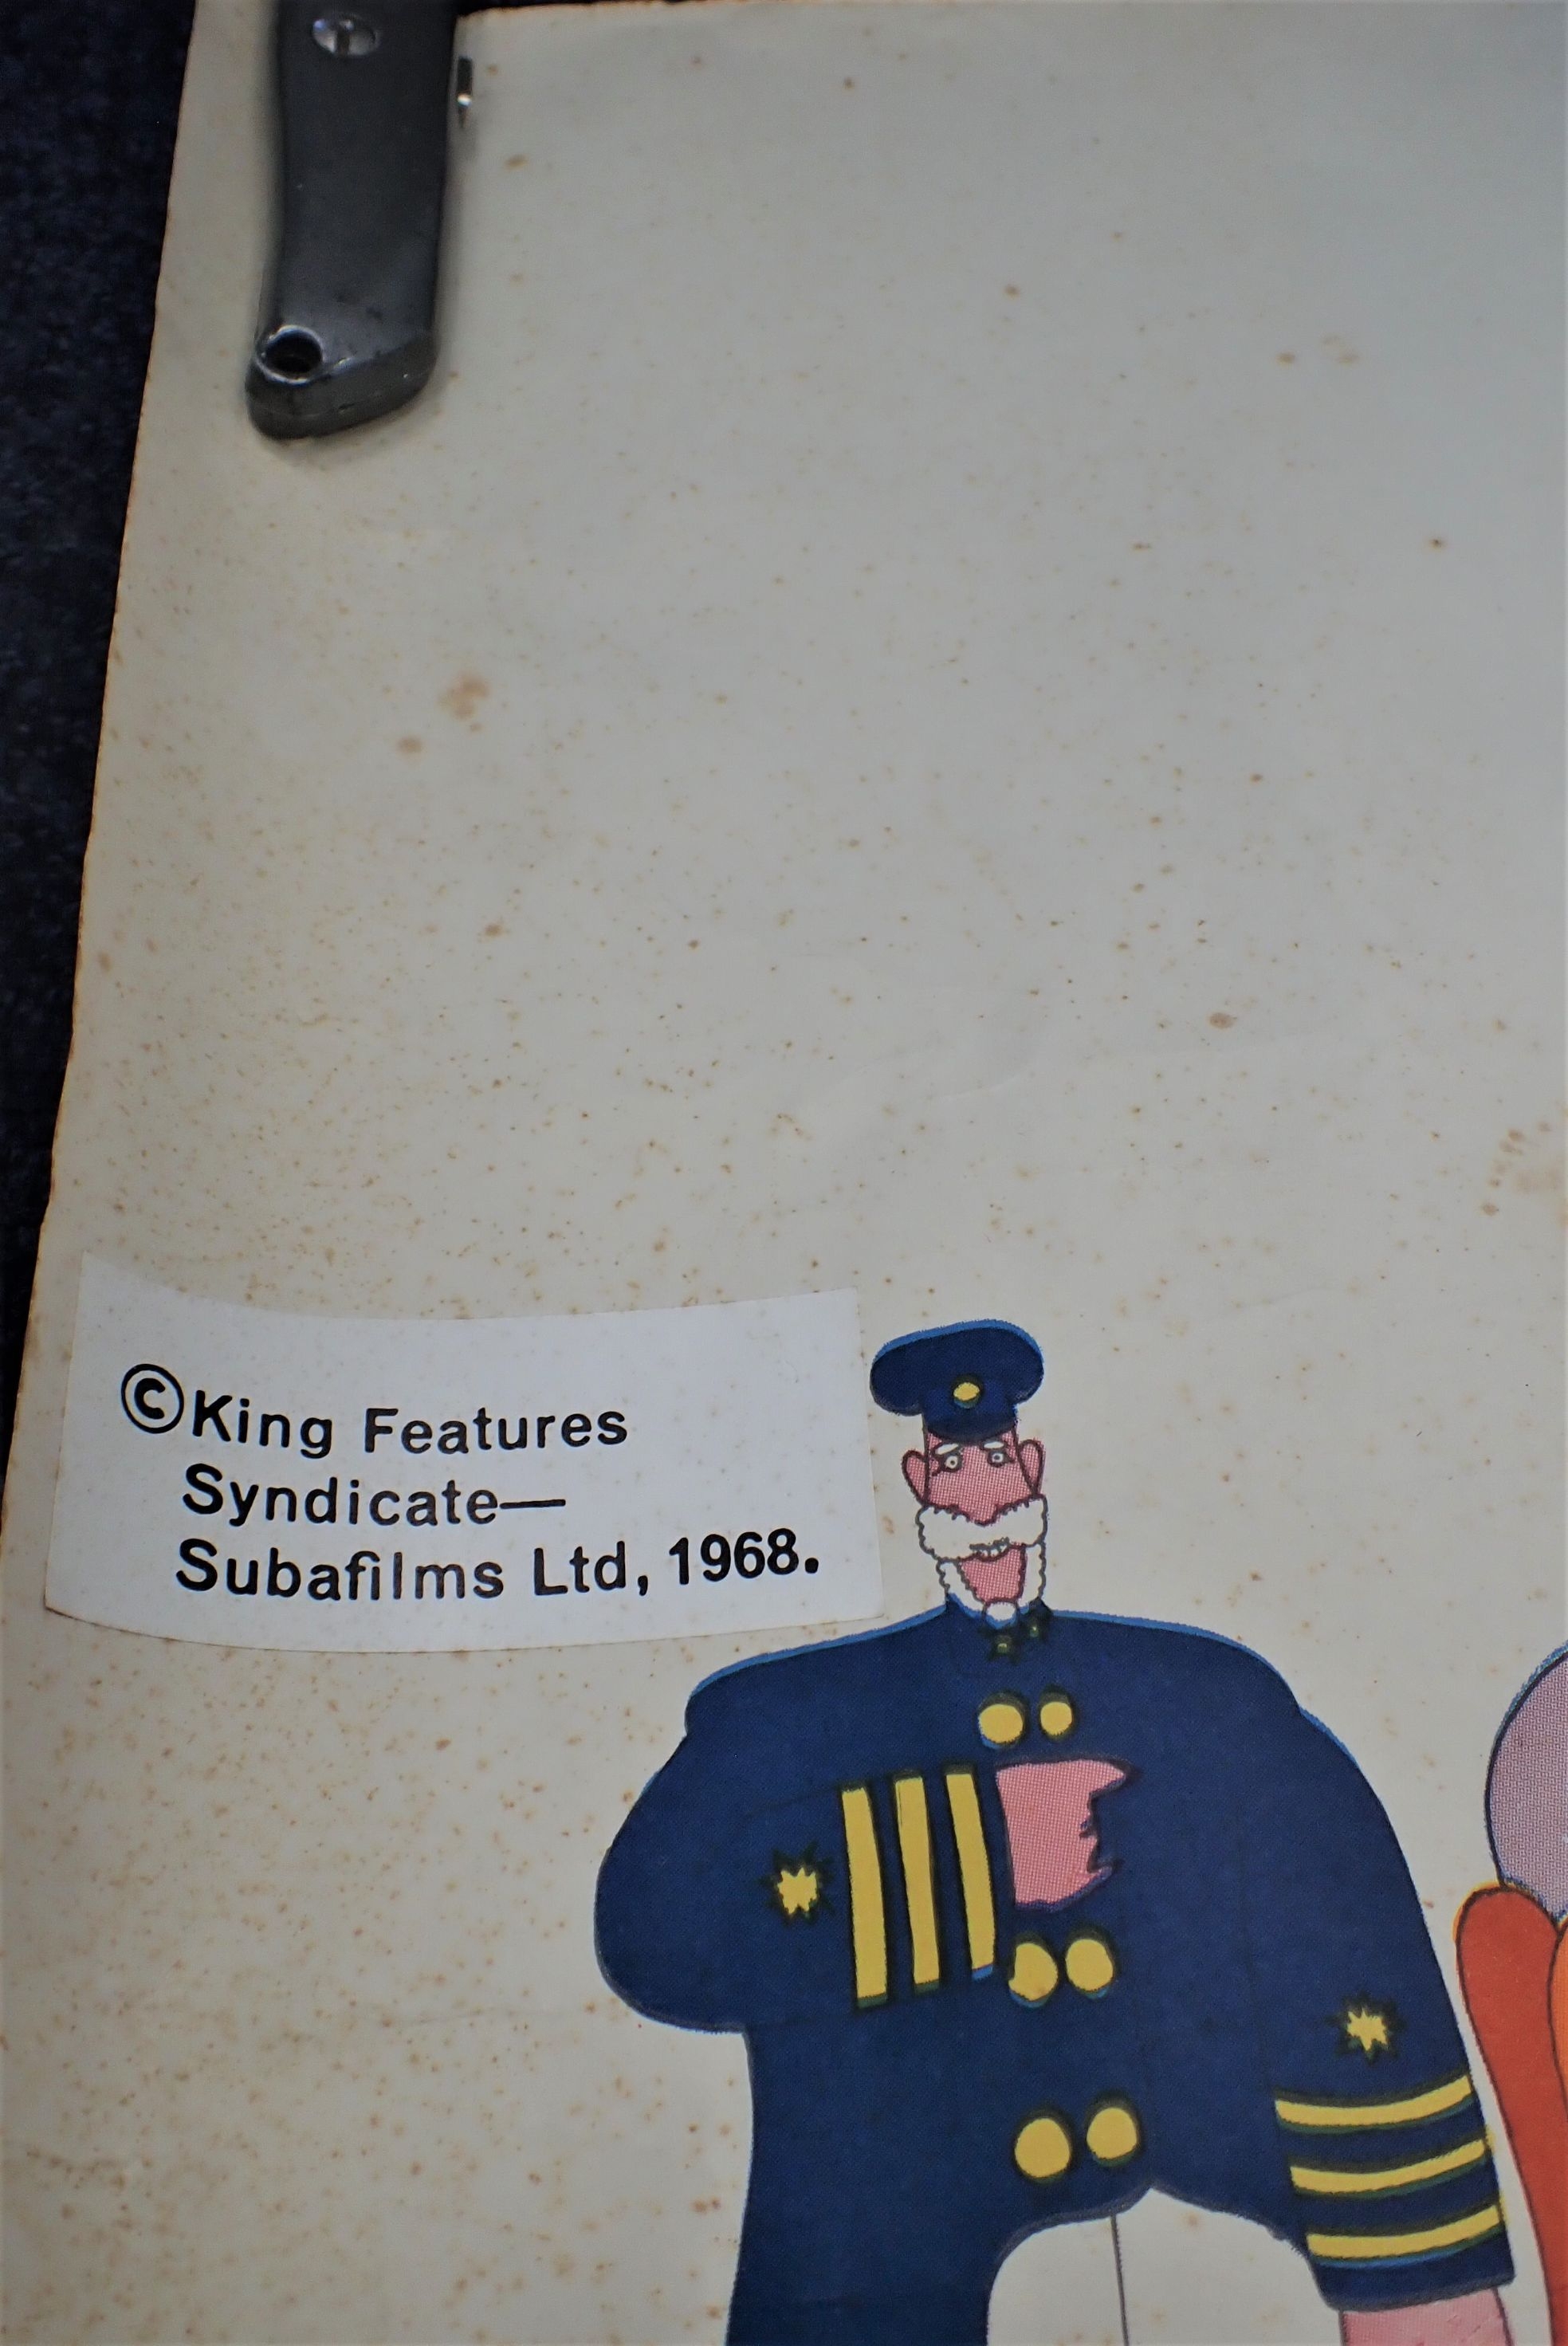 ©King Features
Syndicate—
Subafilms Ltd, 1968.